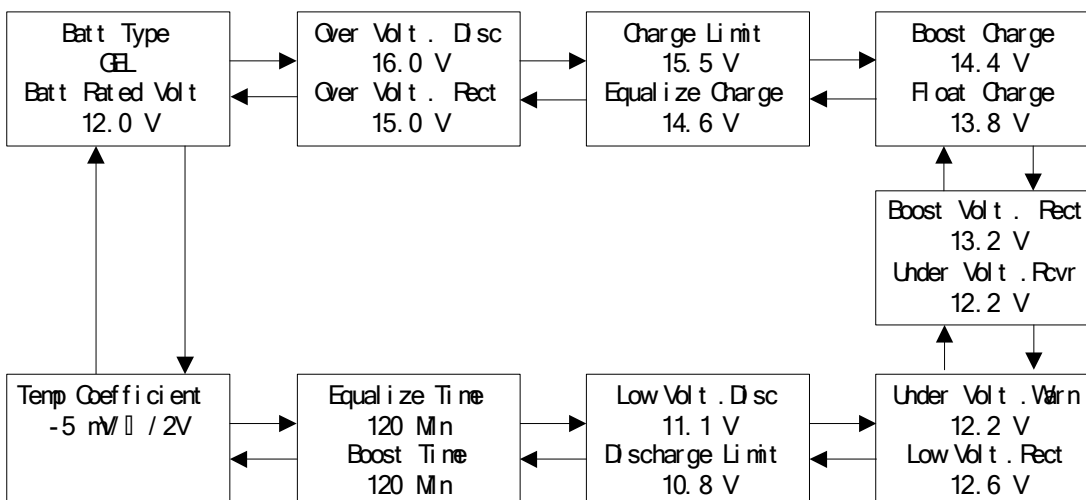 Batt Type
GEL
Batt Rated Volt
12.0 V
Over Volt. Disc
16.0 V
Over Volt. Rect
15.0 V
Charge Limit
15.5 V
Equalize Charge
14.6 V
Boost Charge
14.4 V
Float Charge
13.8 V
Boost Volt. Rect
13.2 V
Under Volt.Rcvr
12.2 V
Temp Coefficient
-5 mV/▯ /2V
Equalize Time
120 Min
Boost Time
120 Min
Low Volt.Disc
11.1 V
Discharge Limit
10.8 V
Under Volt.Warn
12.2 V
Low Volt.Rect
12.6 V